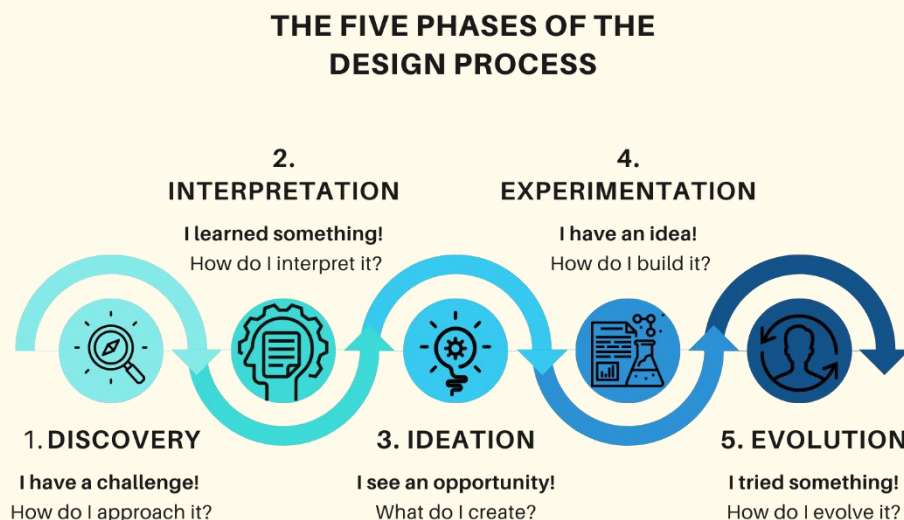 THE FIVE PHASES OF THE
DESIGN PROCESS
1. DISCOVERY
I have a challenge!
How do I approach it?
2.
INTERPRETATION
I learned something!
How do I interpret it?
3. IDEATION
I see an opportunity!
What do I create?
4.
EXPERIMENTATION
I have an idea!
How do I build it?
5. EVOLUTION
I tried something!
How do I evolve it?